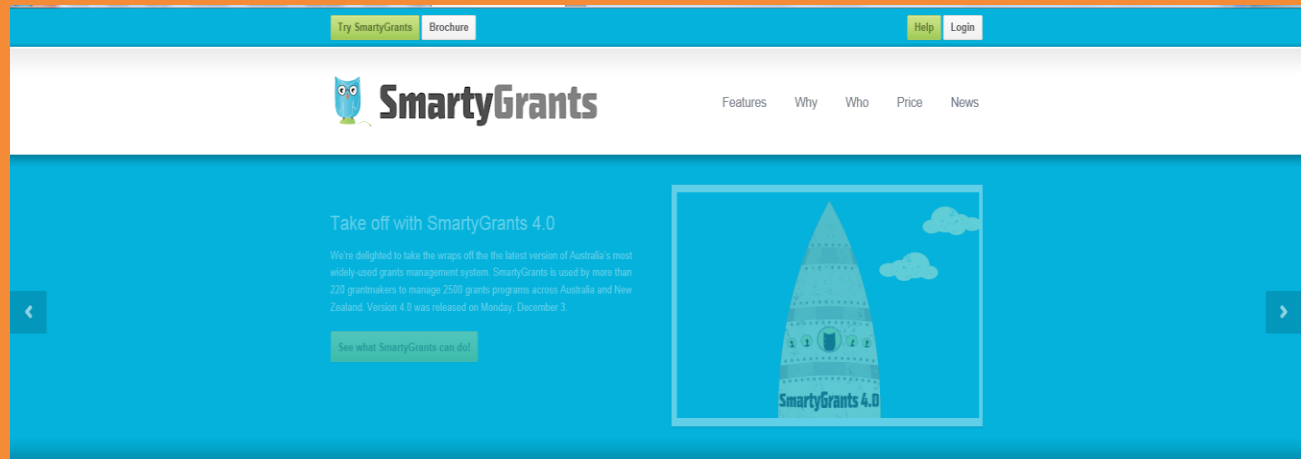 Try SmartyGrants Brochure Help Login
SmartyGrants Features Why Who Price News
Take off with SmartyGrants 4.0
We're delighted to take the wraps off the the latest version of Australia's most
widely-used grants management system. SmartyGrants is used by more than
220 grantmakers to manage 2500 grants programs across Australia and New
Zealand. Version 4.0 was released on Monday, December 3.
See what SmartyGrants can do!
SmartyGrants 4.0